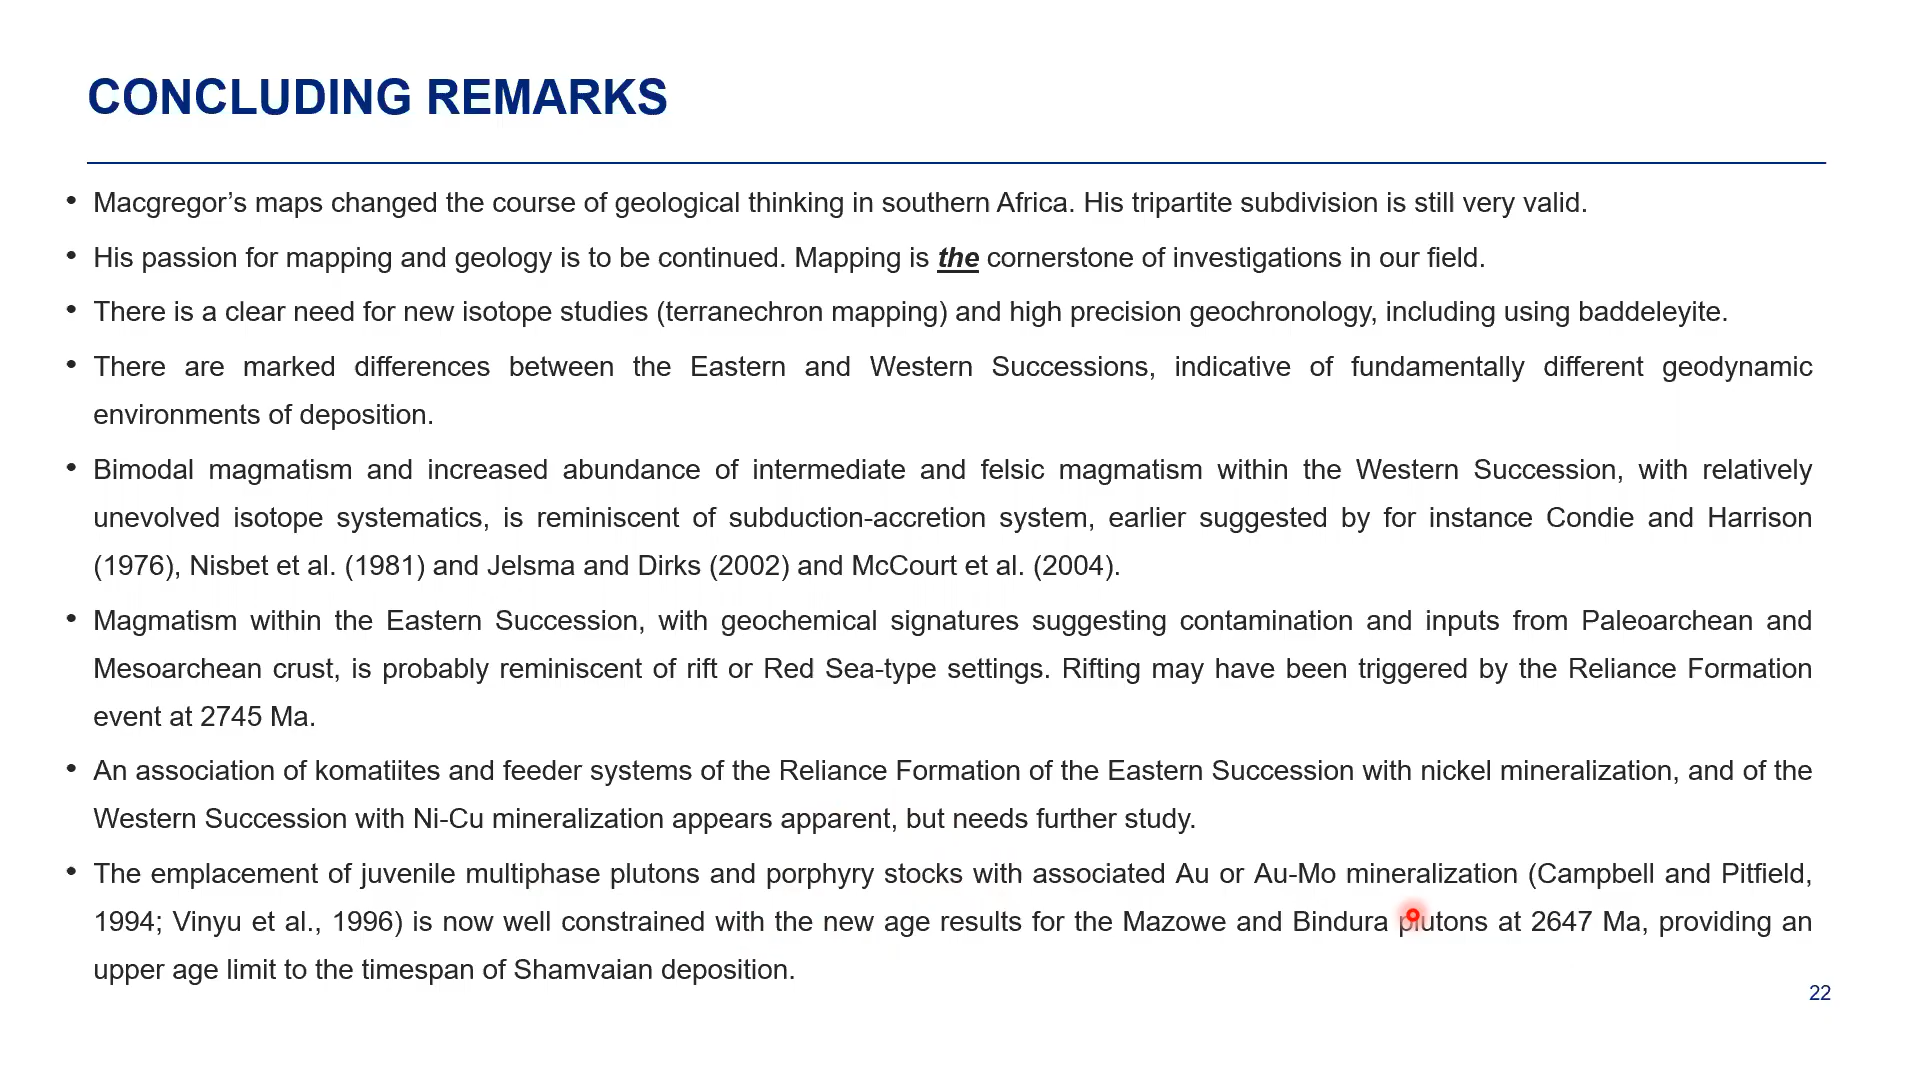 CONCLUDING REMARKS
• Macgregor’s maps changed the course of geological thinking in southern Africa. His tripartite subdivision is still very valid.
• His passion for mapping and geology is to be continued. Mapping is the cornerstone of investigations in our field.
• There is a clear need for new isotope studies (terranechron mapping) and high precision geochronology, including using baddeleyite.
• There are marked differences between the Eastern and Western Successions, indicative of fundamentally different geodynamic
environments of deposition.
• Bimodal magmatism and increased abundance of intermediate and felsic magmatism within the Western Succession, with relatively
unevolved isotope systematics, is reminiscent of subduction-accretion system, earlier suggested by for instance Condie and Harrison
(1976), Nisbet et al. (1981) and Jelsma and Dirks (2002) and McCourt et al. (2004).
• Magmatism within the Eastern Succession, with geochemical signatures suggesting contamination and inputs from Paleoarchean and
Mesoarchean crust, is probably reminiscent of rift or Red Sea-type settings. Rifting may have been triggered by the Reliance Formation
event at 2745 Ma.
• An association of komatiites and feeder systems of the Reliance Formation of the Eastern Succession with nickel mineralization, and of the
Western Succession with Ni-Cu mineralization appears apparent, but needs further study.
• The emplacement of juvenile multiphase plutons and porphyry stocks with associated Au or Au-Mo mineralization (Campbell and Pitfield,
1994; Vinyu et al., 1996) is now well constrained with the new age results for the Mazowe and Bindura plutons at 2647 Ma, providing an
upper age limit to the timespan of Shamvaian deposition.
22